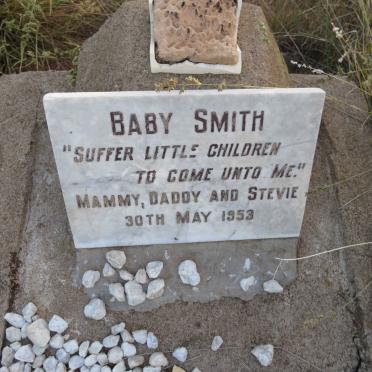 BABY SMITH
"SUFFER LITTLE CHILDREN
TO COME UNTO ME."
MAMMY, DADDY AND STEVIE
30TH MAY 1953